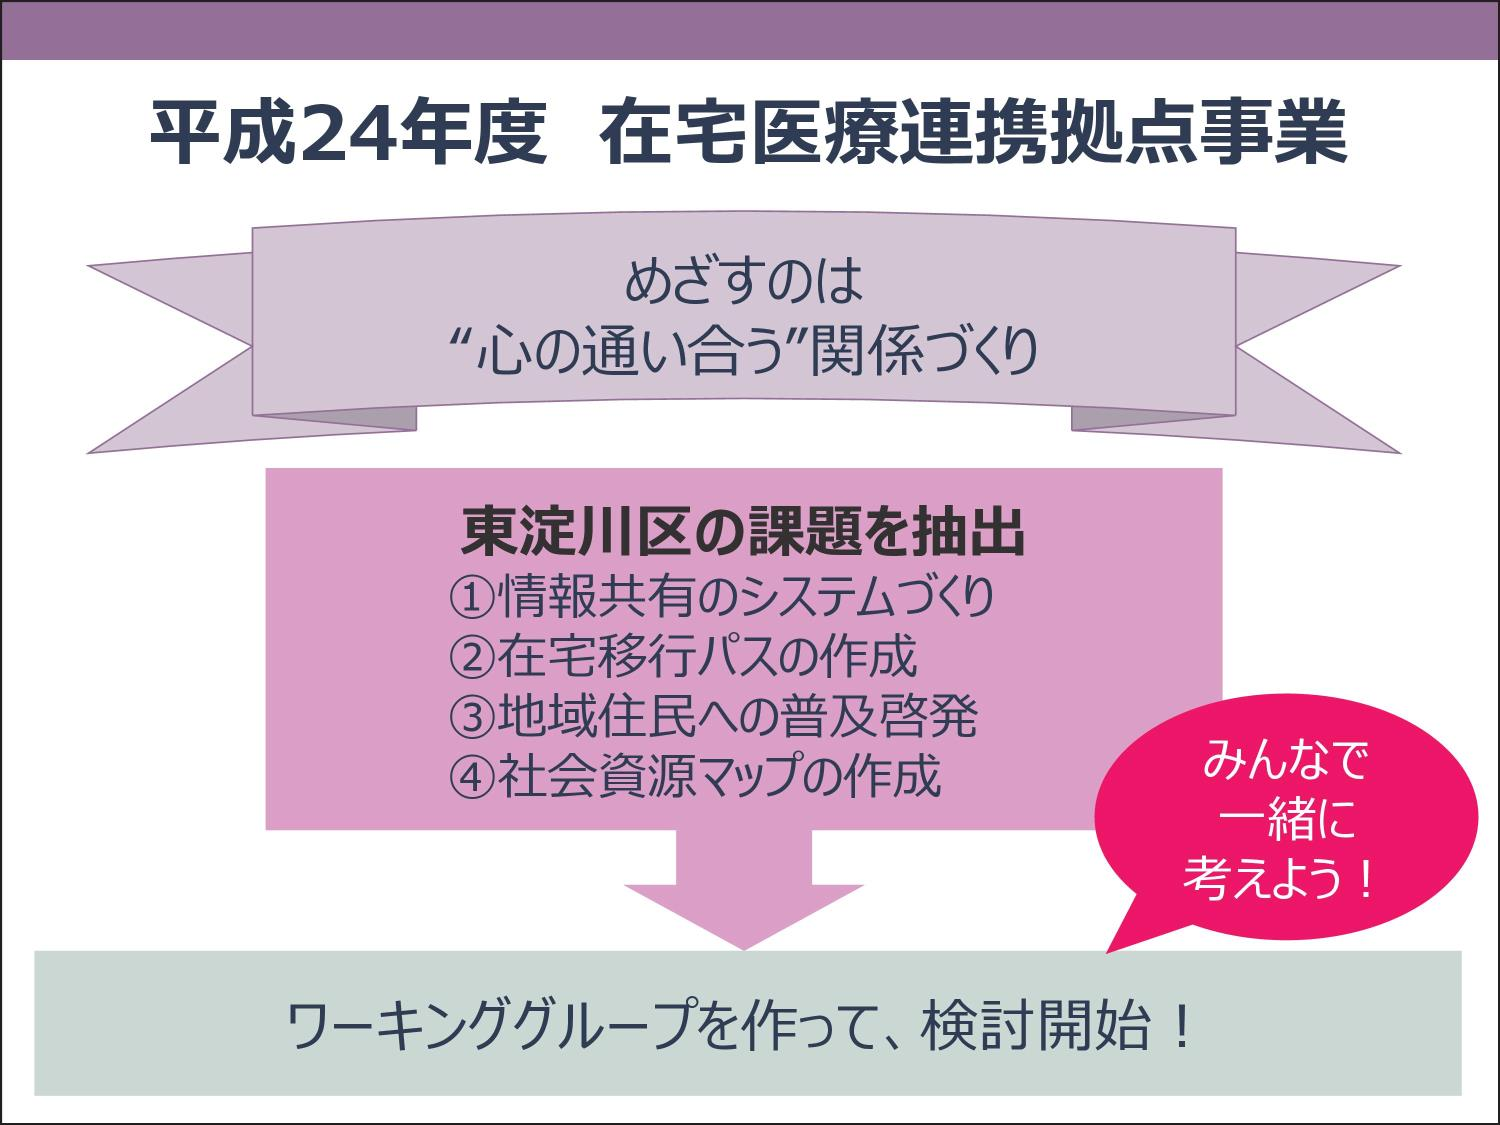 平成24年度　在宅医療連携拠点事業
めざすのは
“心の通い合う”関係づくり
東淀川区の課題を抽出
①情報共有のシステムづくり
②在宅移行パスの作成
③地域住民への普及啓発
④社会資源マップの作成
みんなで
一緒に
考えよう！
ワーキンググループを作って、検討開始！